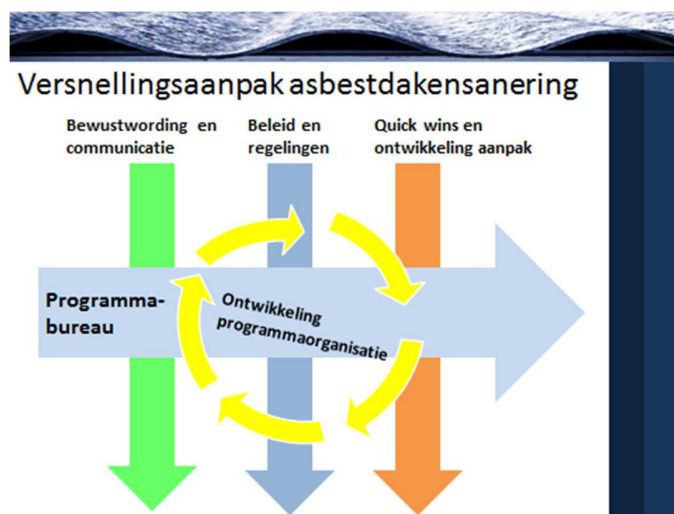 Versnellingsaanpak asbestdakensanering
Bewustwording en
communicatie
Beleid en
regelingen
Quick wins en
ontwikkeling aanpak
Programma-
bureau
Ontwikkeling
programmaorganisatie